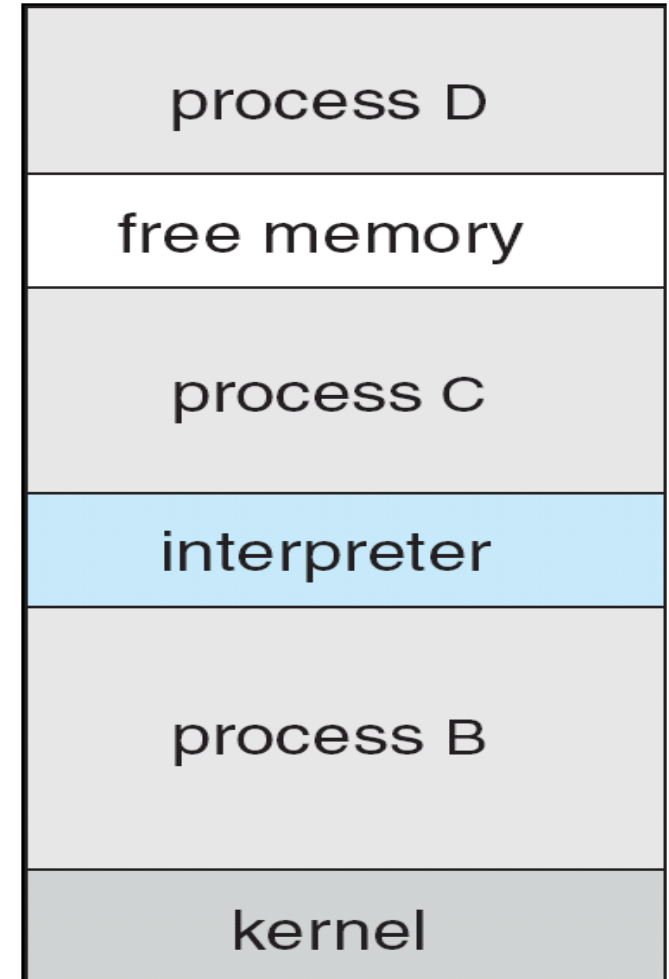 process D
free memory
process C
interpreter
process B
kernel